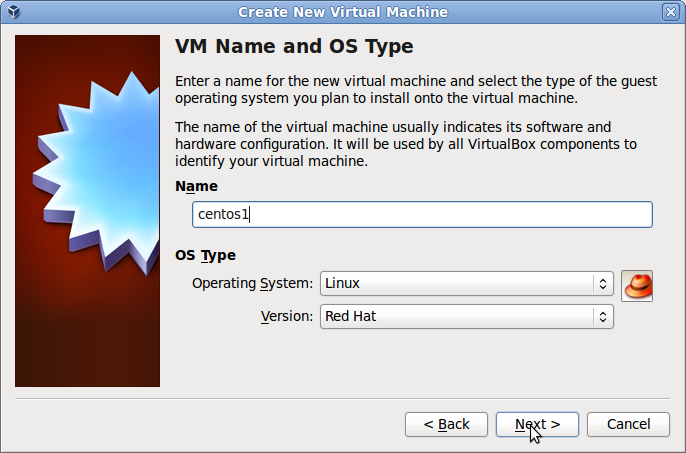 Create New Virtual Machine
VM Name and OS Type
Enter a name for the new virtual machine and select the type of the guest
operating system you plan to install onto the virtual machine.
The name of the virtual machine usually indicates its software and
hardware configuration. It will be used by all VirtualBox components to
identify your virtual machine.
Name
centos1
OS Type
Operating System: Linux
Version: Red Hat
< Back Next > Cancel